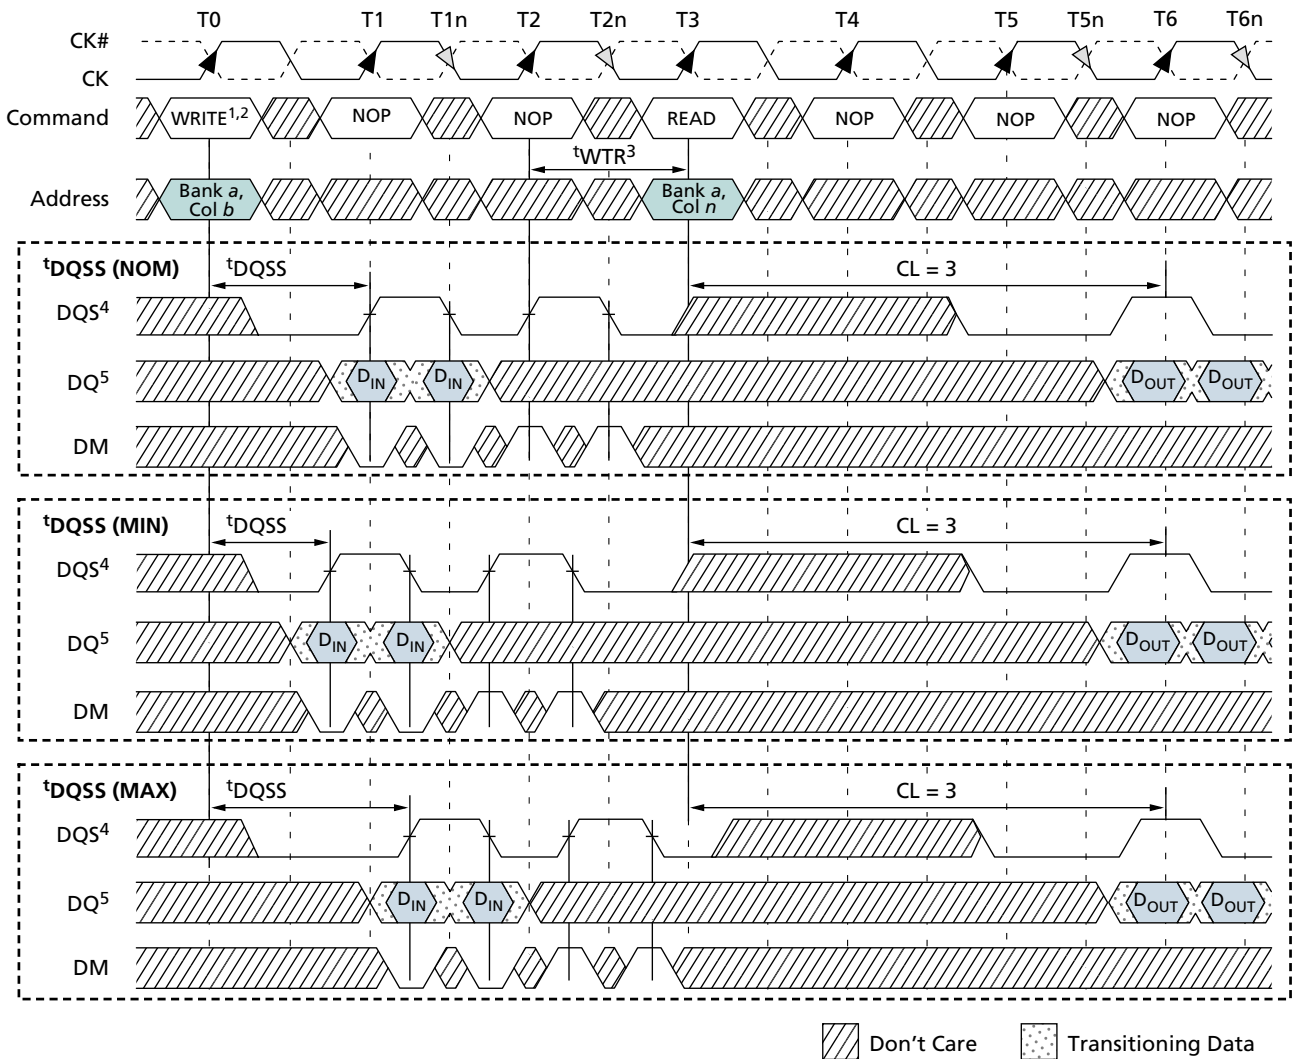 T0 T1 T1n T2 T2n T3 T4 T5 T5n T6 T6n
CK#
CK
Command WRITE1,2 NOP NOP READ NOP NOP NOP
tWTR3
Address Bank a, Col b Bank a, Col n
tDQSS (NOM) tDQSS CL = 3
DQS4
DQ5 DIN DIN DOUT DOUT
DM
tDQSS (MIN) tDQSS CL = 3
DQS4
DQ5 DIN DIN DOUT DOUT
DM
tDQSS (MAX) tDQSS CL = 3
DQS4
DQ5 DIN DIN DOUT DOUT
DM
Don't Care Transitioning Data